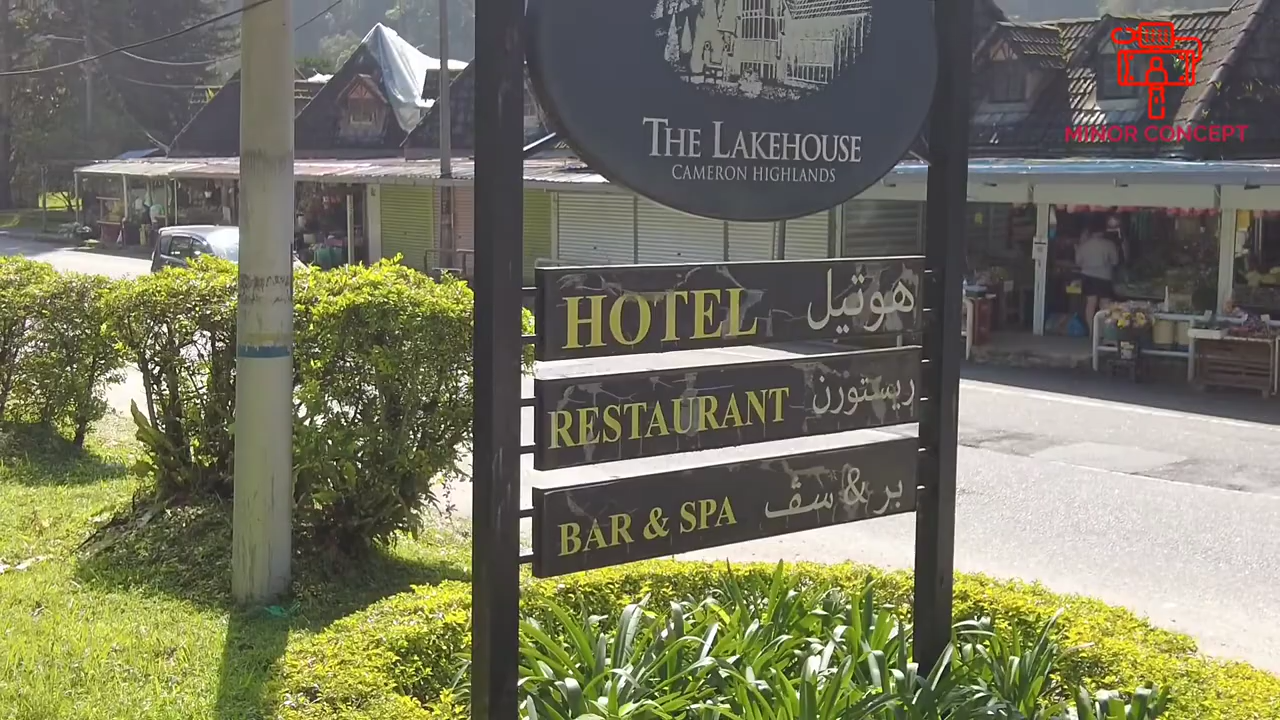 MINOR CONCEPT
THE LAKEHOUSE
CAMERON HIGHLANDS
HOTEL هوتيل
RESTAURANT ريستورن
BAR & SPA بر & سڤ